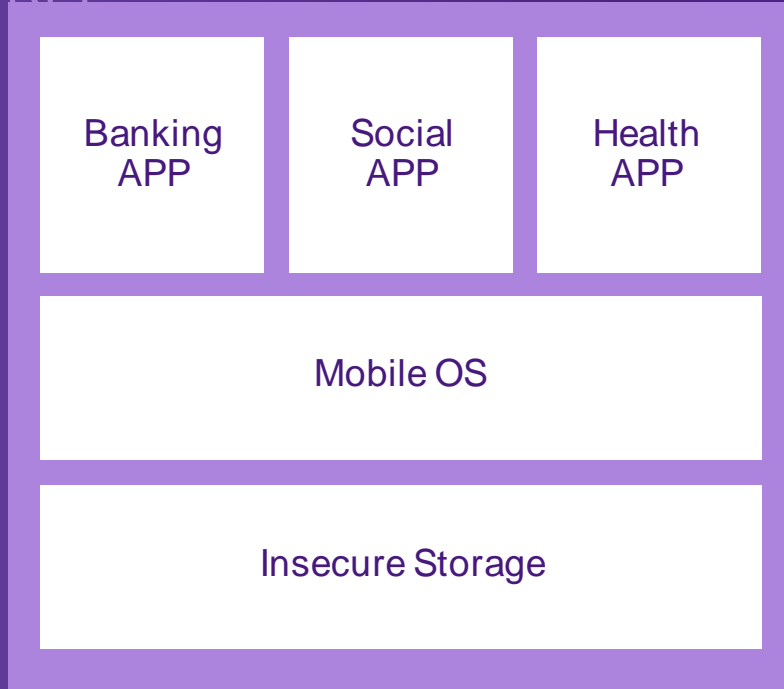 Banking
APP
Social
APP
Health
APP
Mobile OS
Insecure Storage